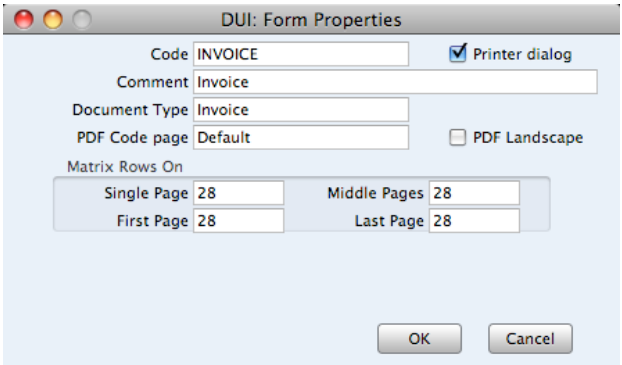 DUI: Form Properties
Code INVOICE Printer dialog
Comment Invoice
Document Type Invoice
PDF Code page Default PDF Landscape
Matrix Rows On
Single Page 28 Middle Pages 28
First Page 28 Last Page 28
OK Cancel